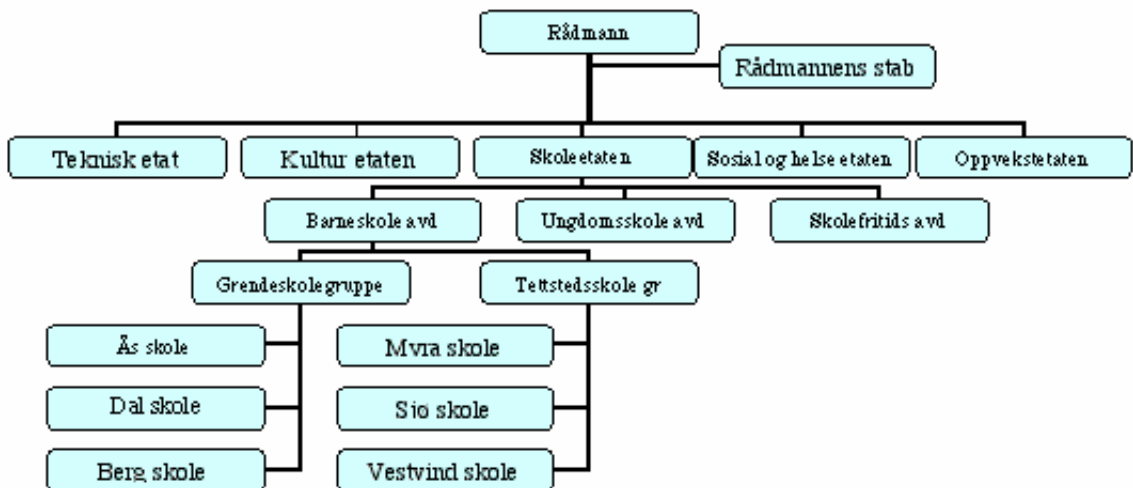 Rådmann
Rådmannens stab
Teknisk etat
Kultur etaten
Skoleetaten
Sosial og helse etaten
Oppvekstetaten
Barneskole avd
Ungdomsskole avd
Skolefritids avd
Grendeskolegruppe
Tettstedsskole gr
Ås skole
Myra skole
Dal skole
Sjø skole
Berg skole
Vestvind skole